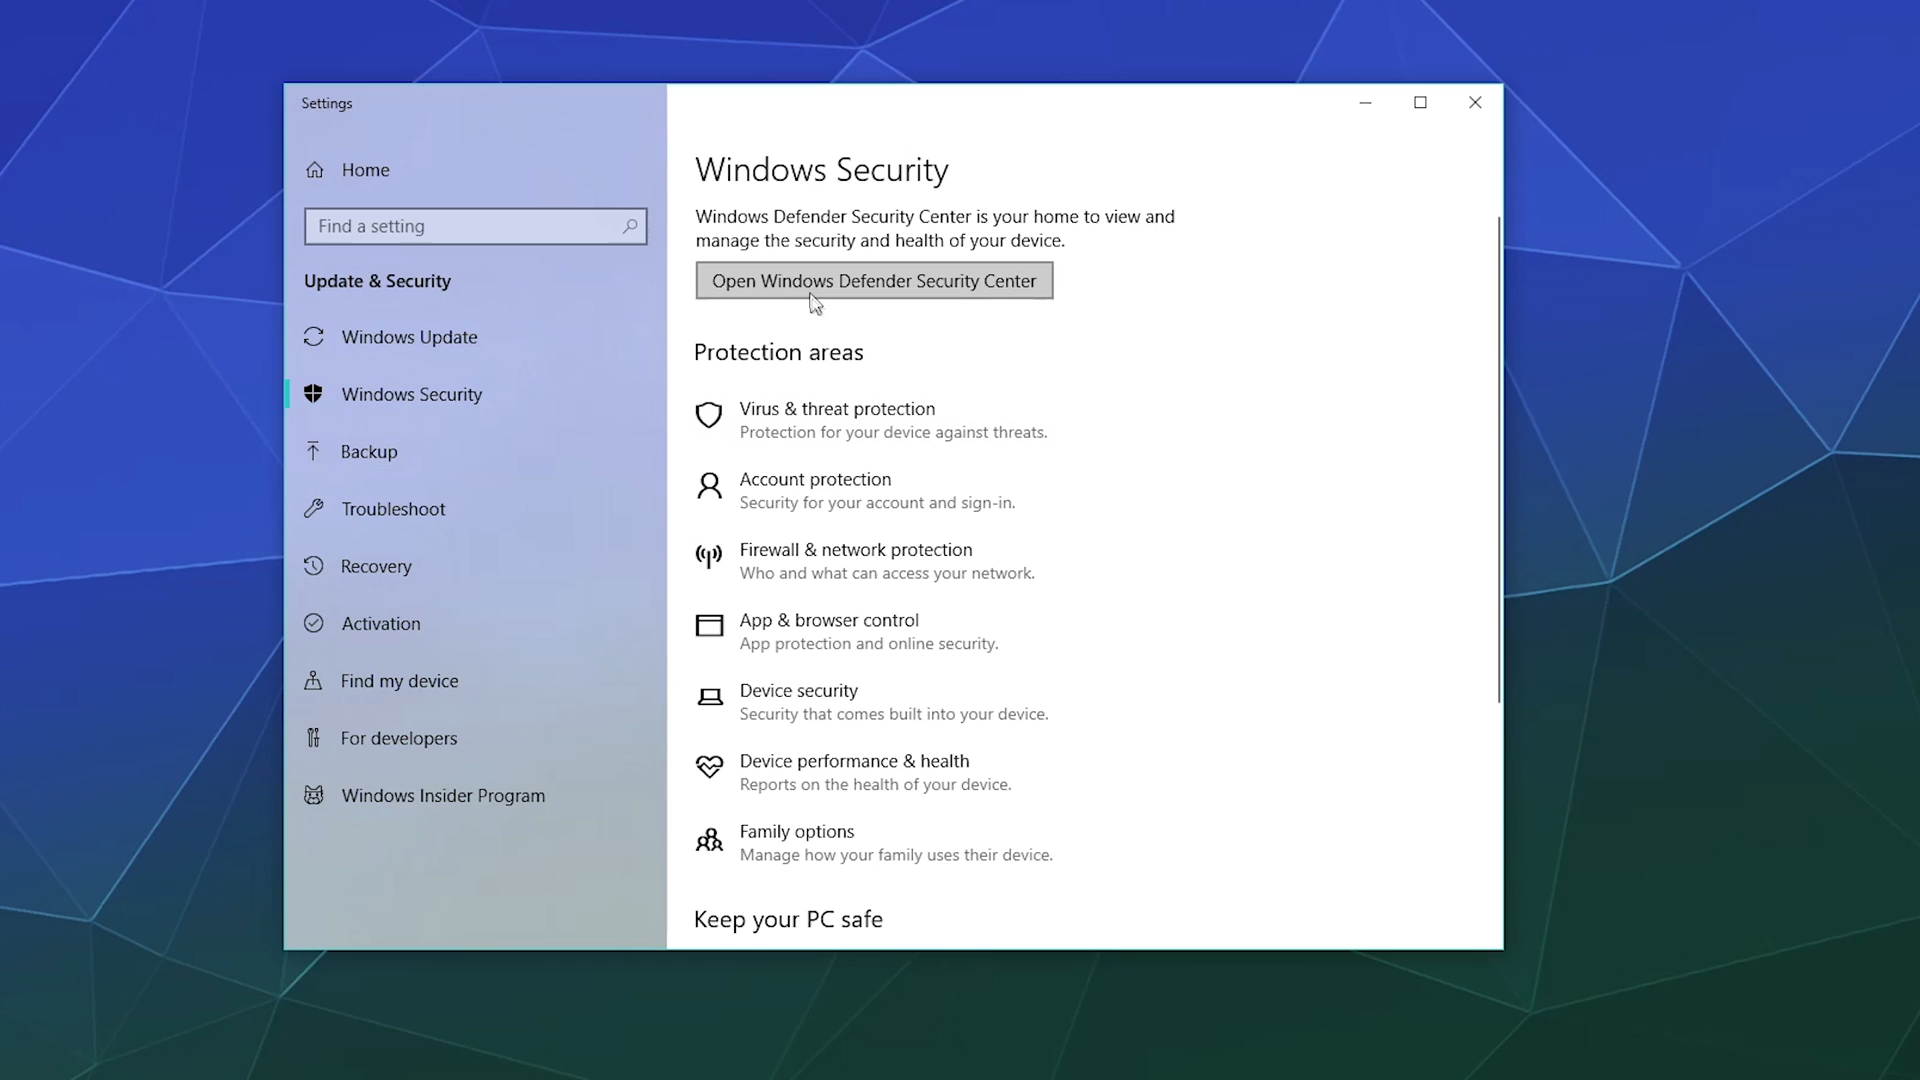 Settings
Home
Find a setting
Update & Security
Windows Update
Windows Security
Backup
Troubleshoot
Recovery
Activation
Find my device
For developers
Windows Insider Program
Windows Security
Windows Defender Security Center is your home to view and
manage the security and health of your device.
Open Windows Defender Security Center
Protection areas
Virus & threat protection
Protection for your device against threats.
Account protection
Security for your account and sign-in.
Firewall & network protection
Who and what can access your network.
App & browser control
App protection and online security.
Device security
Security that comes built into your device.
Device performance & health
Reports on the health of your device.
Family options
Manage how your family uses their device.
Keep your PC safe